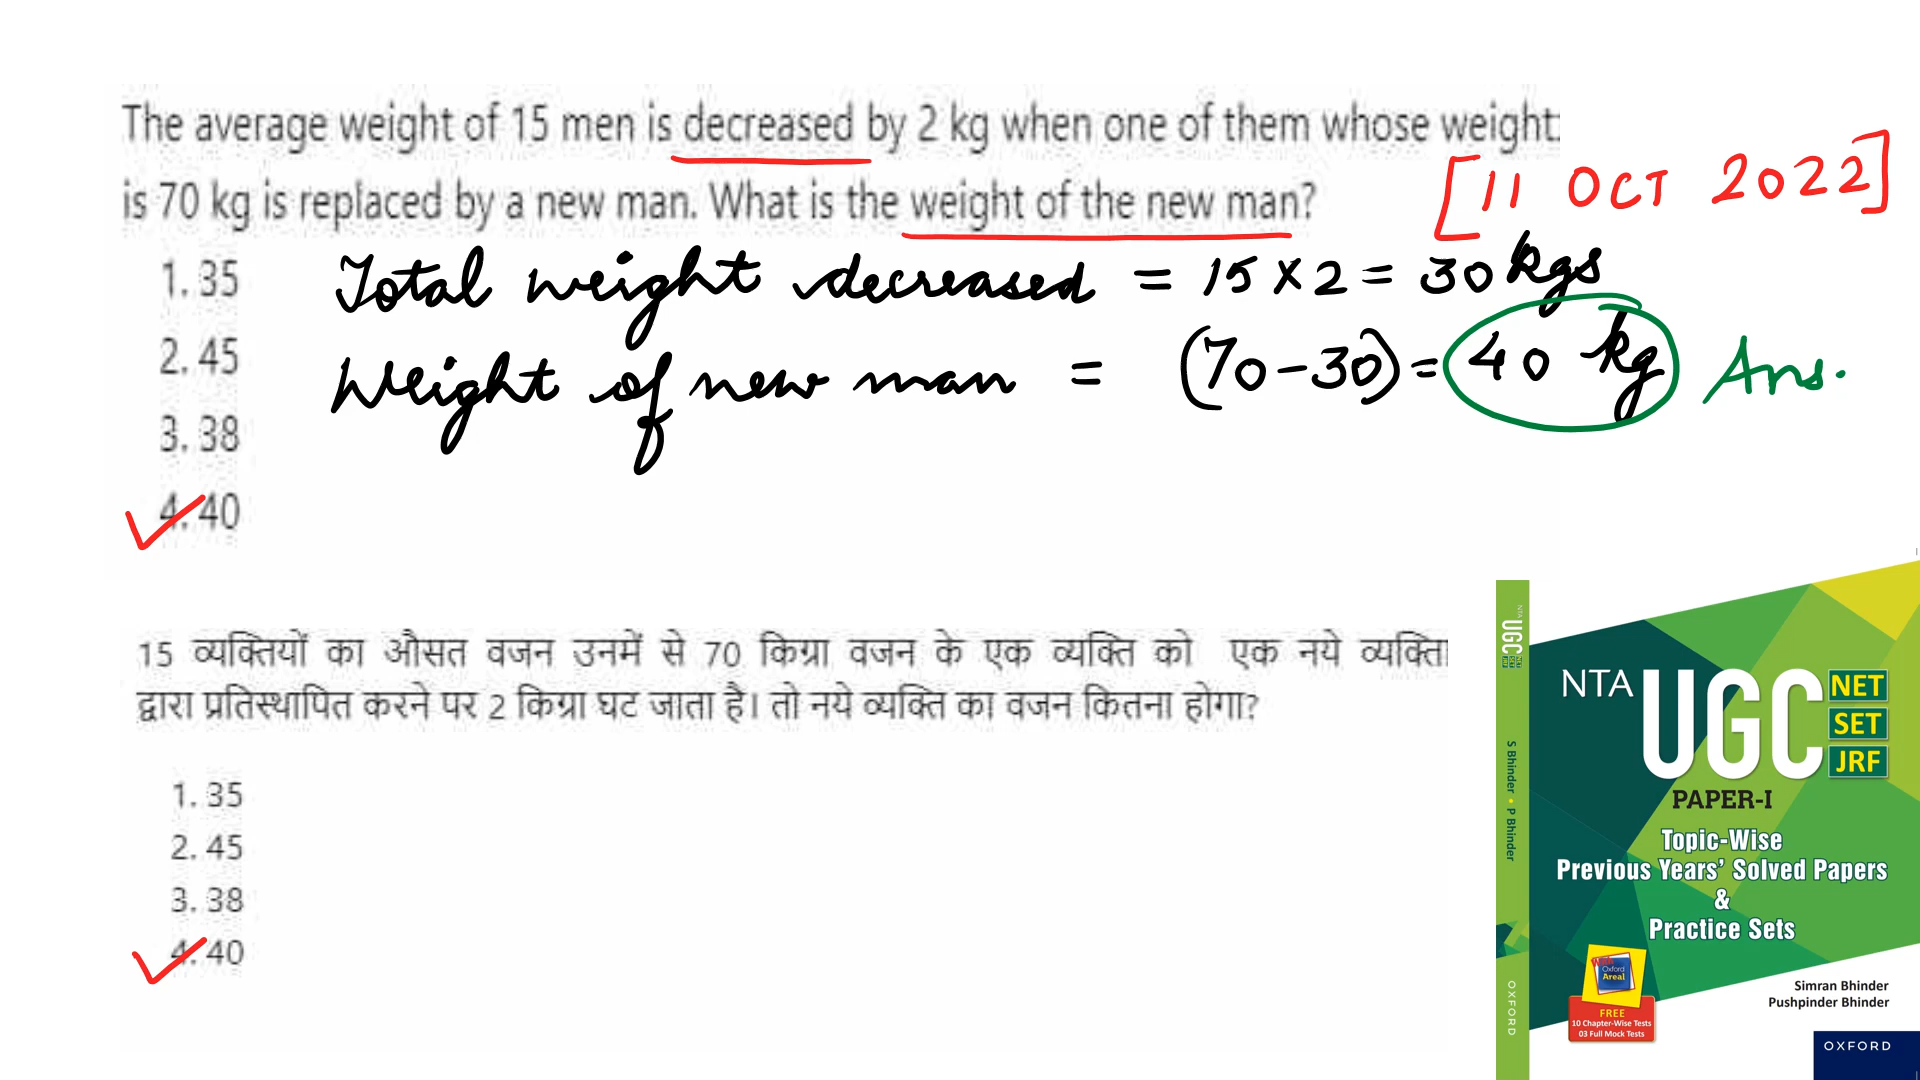 The average weight of 15 men is decreased by 2 kg when one of them whose weight
is 70 kg is replaced by a new man. What is the weight of the new man?
[11 OCT 2022]
1. 35
Total weight decreased = 15 × 2 = 30 kgs
2. 45
Weight of new man = (70-30) = 40 kg Ans.
3. 38
4. 40
15 व्यक्तियों का औसत वजन उनमें से 70 किग्रा वजन के एक व्यक्ति को एक नये व्यक्ति
द्वारा प्रतिस्थापित करने पर 2 किग्रा घट जाता है। तो नये व्यक्ति का वजन कितना होगा?
1. 35
2. 45
3. 38
4. 40
UGC
S Bhinder • P Bhinder
OXFORD
NTA UGC NET
SET
JRF
PAPER-I
Topic-Wise
Previous Years' Solved Papers
&
Practice Sets
With
Oxford
Areal
FREE
10 Chapter-Wise Tests
03 Full Mock Tests
Simran Bhinder
Pushpinder Bhinder
OXFORD